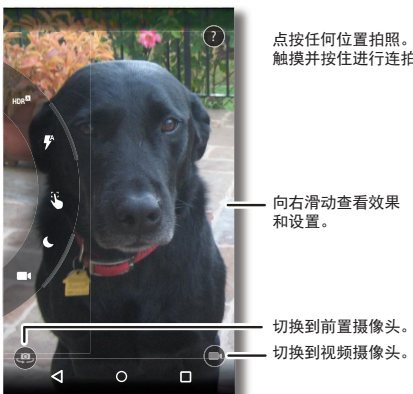 点按任何位置拍照。
触摸并按住进行连拍
HDR
A
?
向右滑动查看效果
和设置。
切换到前置摄像头。
切换到视频摄像头。